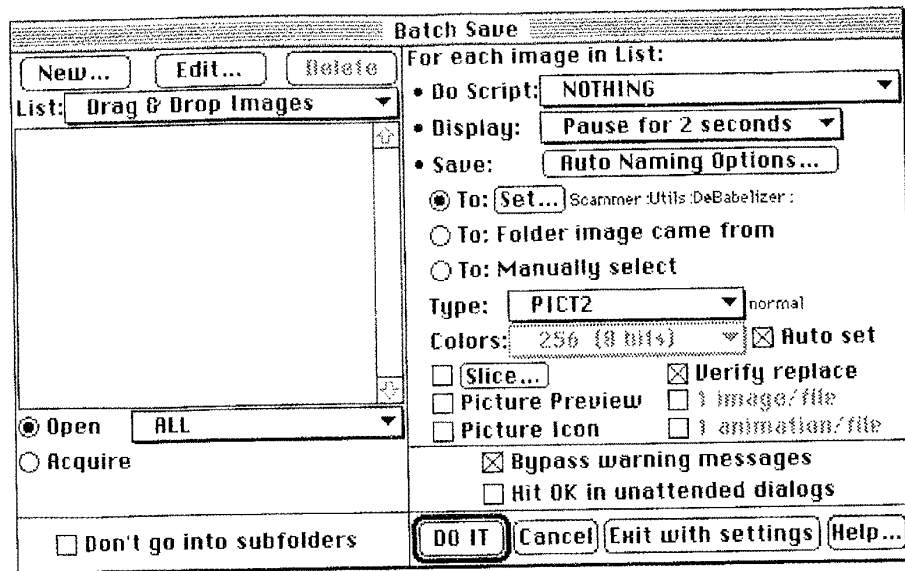 Batch Save
New... Edit... Delete
List: Drag & Drop Images
Open ALL
Acquire
Don't go into subfolders
For each image in List:
• Do Script: NOTHING
• Display: Pause for 2 seconds
• Save: Auto Naming Options...
To: Set... Scammer :Utils :DeBabelizer :
To: Folder image came from
To: Manually select
Type: PICT2 normal
Colors: 256 (8 bits) Auto set
Slice... Verify replace
Picture Preview 1 image/file
Picture Icon 1 animation/file
Bypass warning messages
Hit OK in unattended dialogs
DO IT Cancel Exit with settings Help...